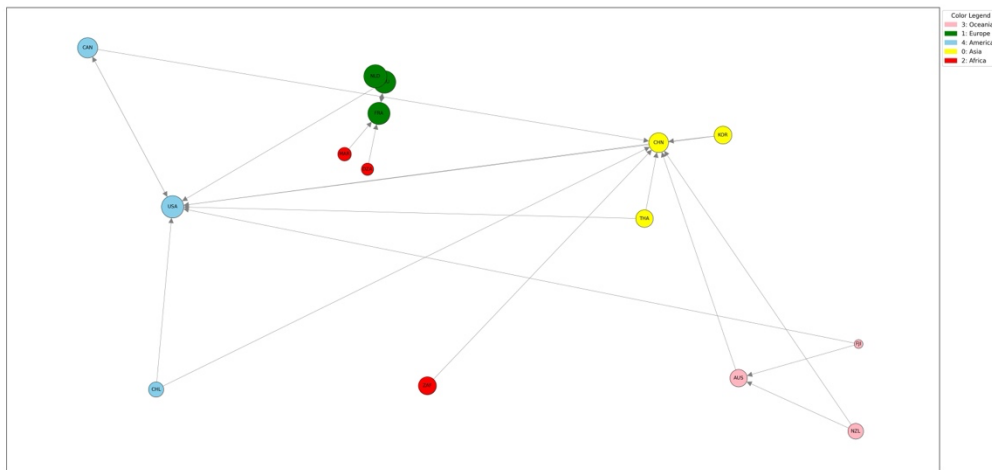 Color Legend
3: Oceania
1: Europe
4: America
0: Asia
2: Africa
CAN
CHN
KOR
USA
THA
FJI
AUS
CHL
NZL